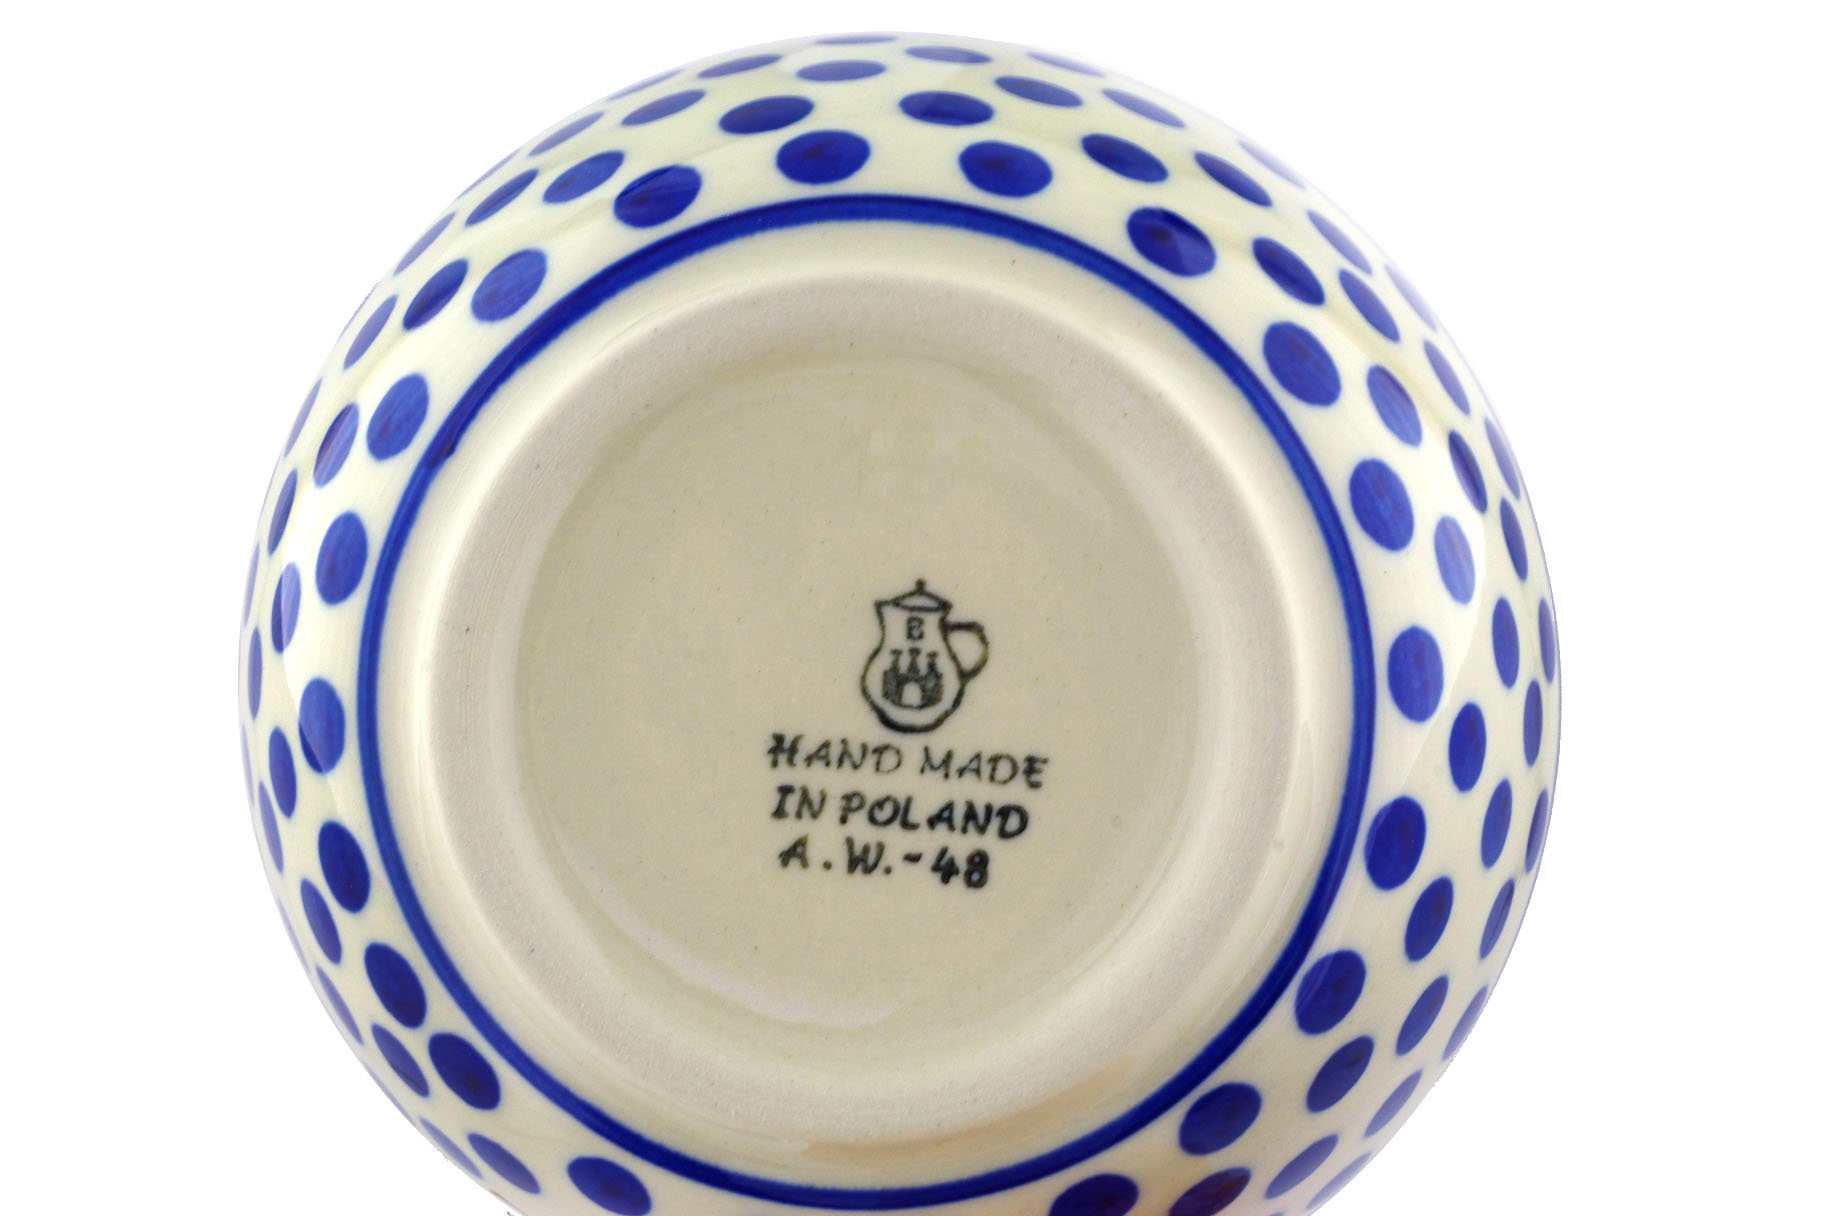 B
HAND MADE
IN POLAND
A.W.-48